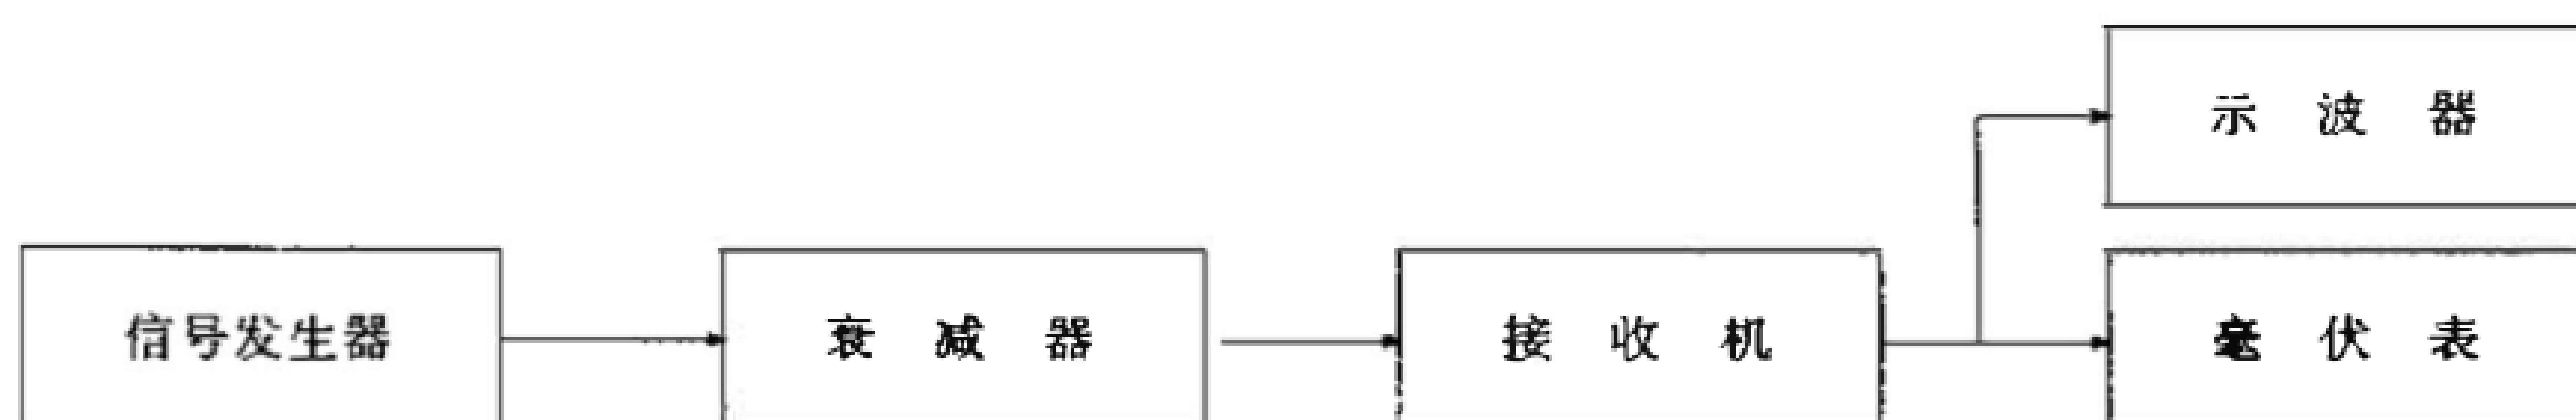 示波器
信号发生器
衰减器
接收机
毫伏表